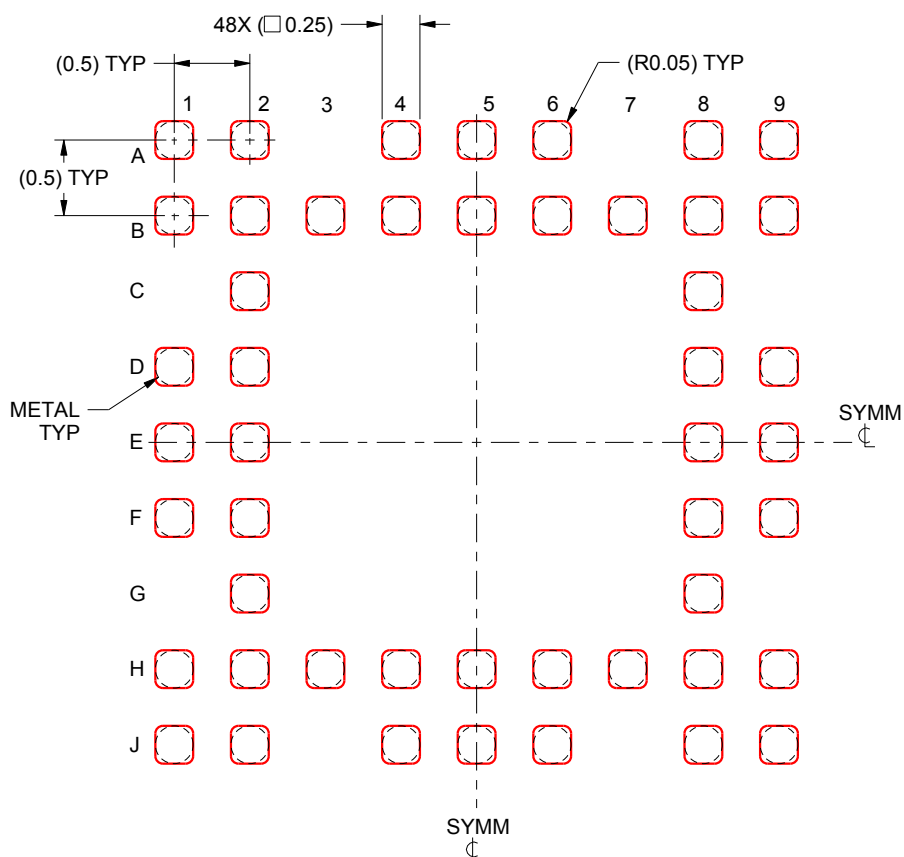 48X (□ 0.25)
(0.5) TYP
(R0.05) TYP
1 2 3 4 5 6 7 8 9
A
(0.5) TYP
B
C
D
METAL
TYP
E
SYMM
℄
F
G
H
J
SYMM
℄